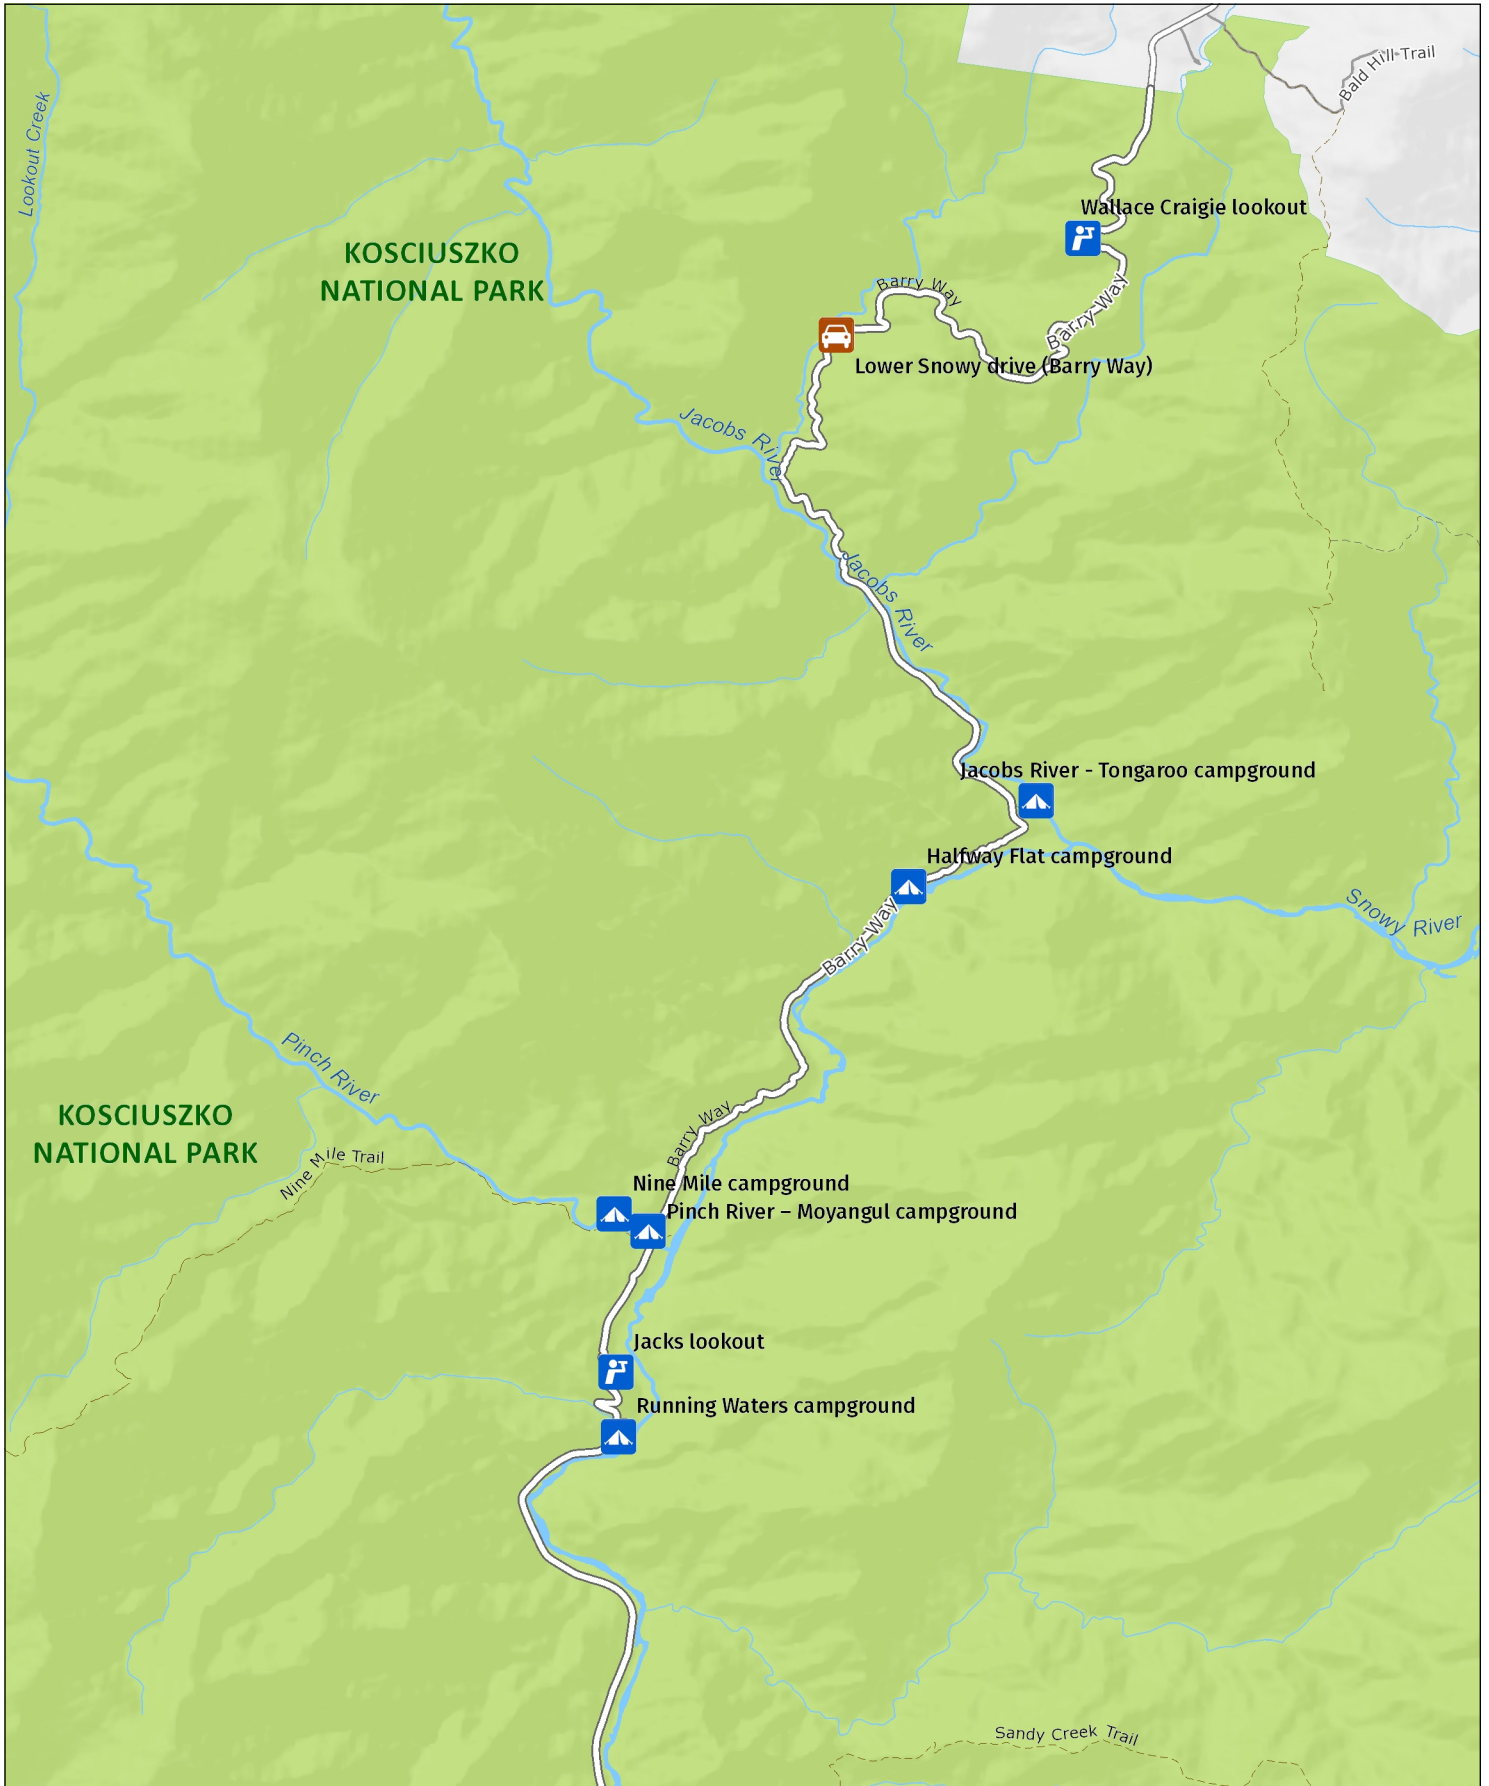 Bald Hill Trail
Lookout Creek
Wallace Craigie lookout
KOSCIUSZKO
NATIONAL PARK
Barry Way
Barry Way
Lower Snowy drive (Barry Way)
Jacobs River
Jacobs River
Jacobs River - Tongaroo campground
Halfway Flat campground
Snowy River
Barry Way
Pinch River
KOSCIUSZKO
NATIONAL PARK
Barry Way
Nine Mile Trail
Nine Mile campground
Pinch River – Moyangul campground
Jacks lookout
Running Waters campground
Sandy Creek Trail